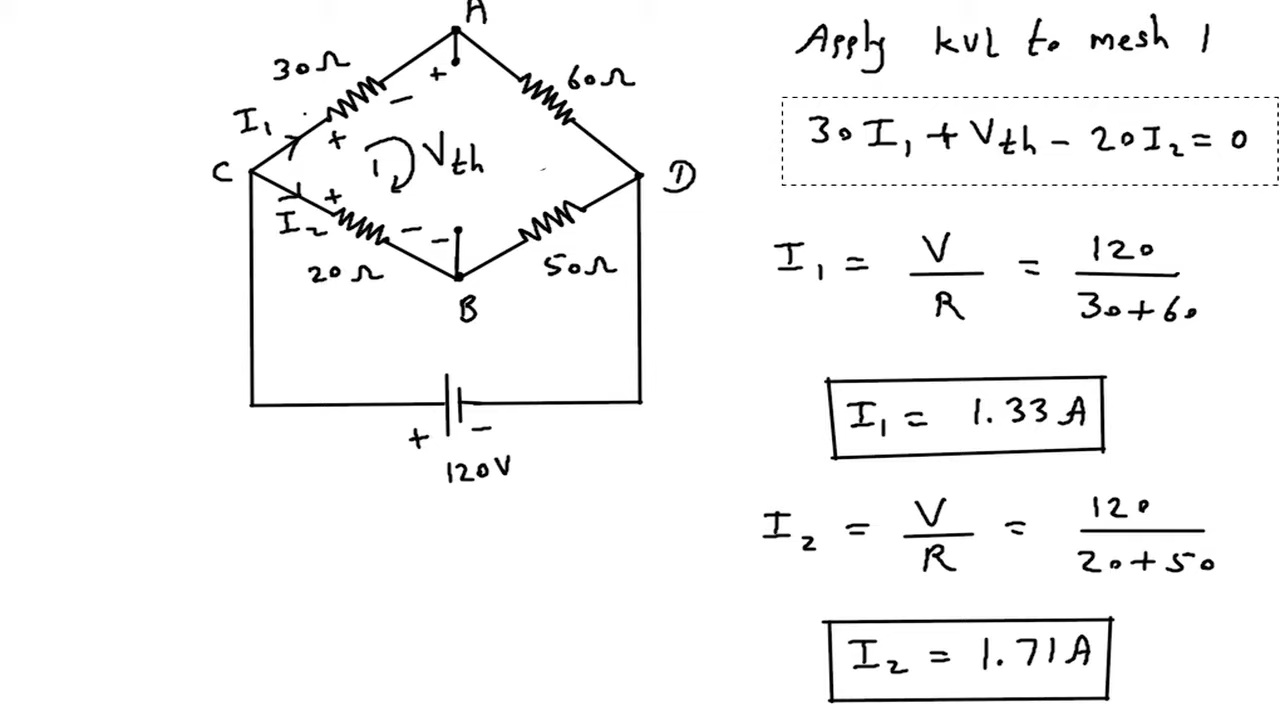 A
30Ω
60Ω
+
−
I₁
+
1
Vth
C
D
+
I₂
−
−
20Ω
50Ω
B
+
−
120V
Apply kvl to mesh 1
30I₁ + Vth − 20I₂ = 0
I₁ = V/R = 120/30+60
I₁ = 1.33A
I₂ = V/R = 120/20+50
I₂ = 1.71A